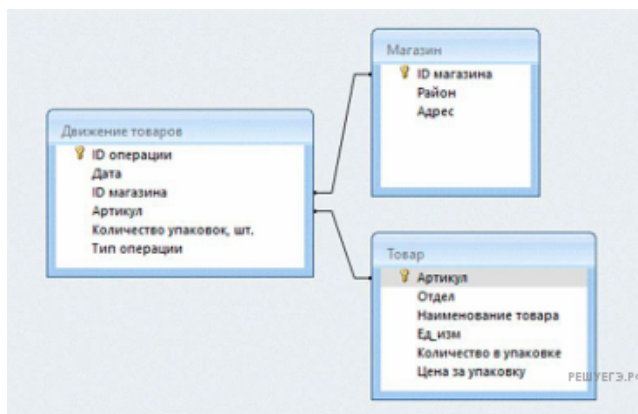 Магазин
ID магазина
Район
Адрес
Движение товаров
ID операции
Дата
ID магазина
Артикул
Количество упаковок, шт.
Тип операции
Товар
Артикул
Отдел
Наименование товара
Ед_изм
Количество в упаковке
Цена за упаковку
РЕШУЕГЭ.РФ